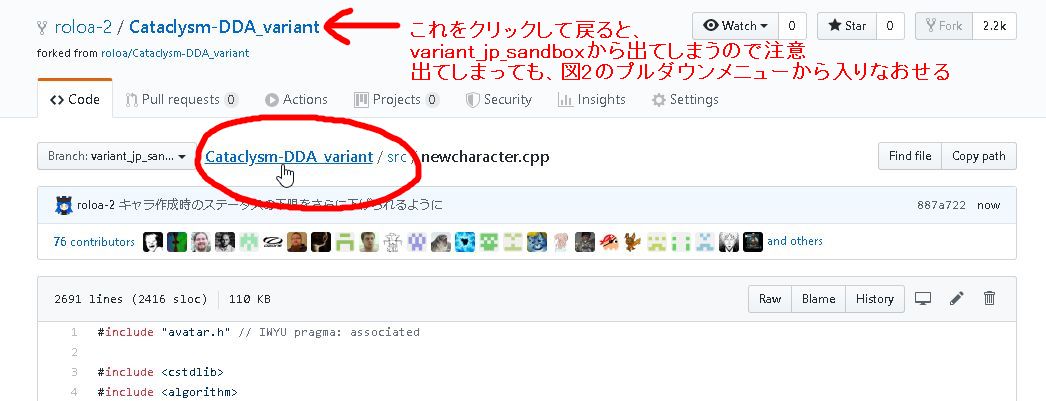 roloa-2 / Cataclysm-DDA_variant
forked from roloa/Cataclysm-DDA_variant
これをクリックして戻ると、
variant_jp_sandboxから出てしまうので注意
出てしまっても、図2のプルダウンメニューから入りなおせる
Watch 0 Star 0 Fork 2.2k
Code Pull requests 0 Actions Projects 0 Security Insights Settings
Branch: variant_jp_san... Cataclysm-DDA_variant / src / newcharacter.cpp Find file Copy path
roloa-2 キャラ作成時のステータスの下限をさらに下げられるように 887a722 now
76 contributors and others
2691 lines (2416 sloc) 110 KB Raw Blame History
1 #include "avatar.h" // IWYU pragma: associated
2
3 #include <cstdlib>
4 #include <algorithm>